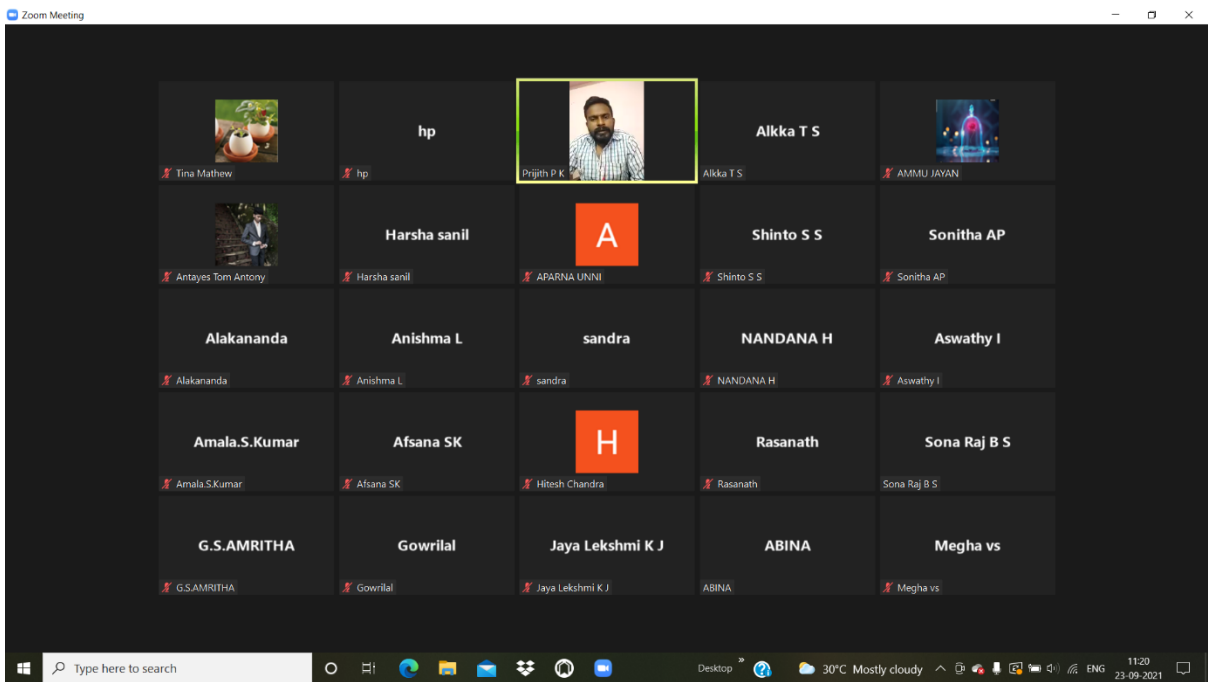 Zoom Meeting
hp
Alkka T S
Tina Mathew
hp
Prijith P K
Alkka T S
AMMU JAYAN
Harsha sanil
A
Shinto S S
Sonitha AP
Antayes Tom Antony
Harsha sanil
APARNA UNNI
Shinto S S
Sonitha AP
Alakananda
Anishma L
sandra
NANDANA H
Aswathy I
Alakananda
Anishma L
sandra
NANDANA H
Aswathy I
Amala.S.Kumar
Afsana SK
H
Rasanath
Sona Raj B S
Amala.S.Kumar
Afsana SK
Hitesh Chandra
Rasanath
Sona Raj B S
G.S.AMRITHA
Gowrilal
Jaya Lekshmi K J
ABINA
Megha vs
G.S.AMRITHA
Gowrilal
Jaya Lekshmi K J
ABINA
Megha vs
Type here to search
Desktop
30°C Mostly cloudy
ENG
11:20
23-09-2021